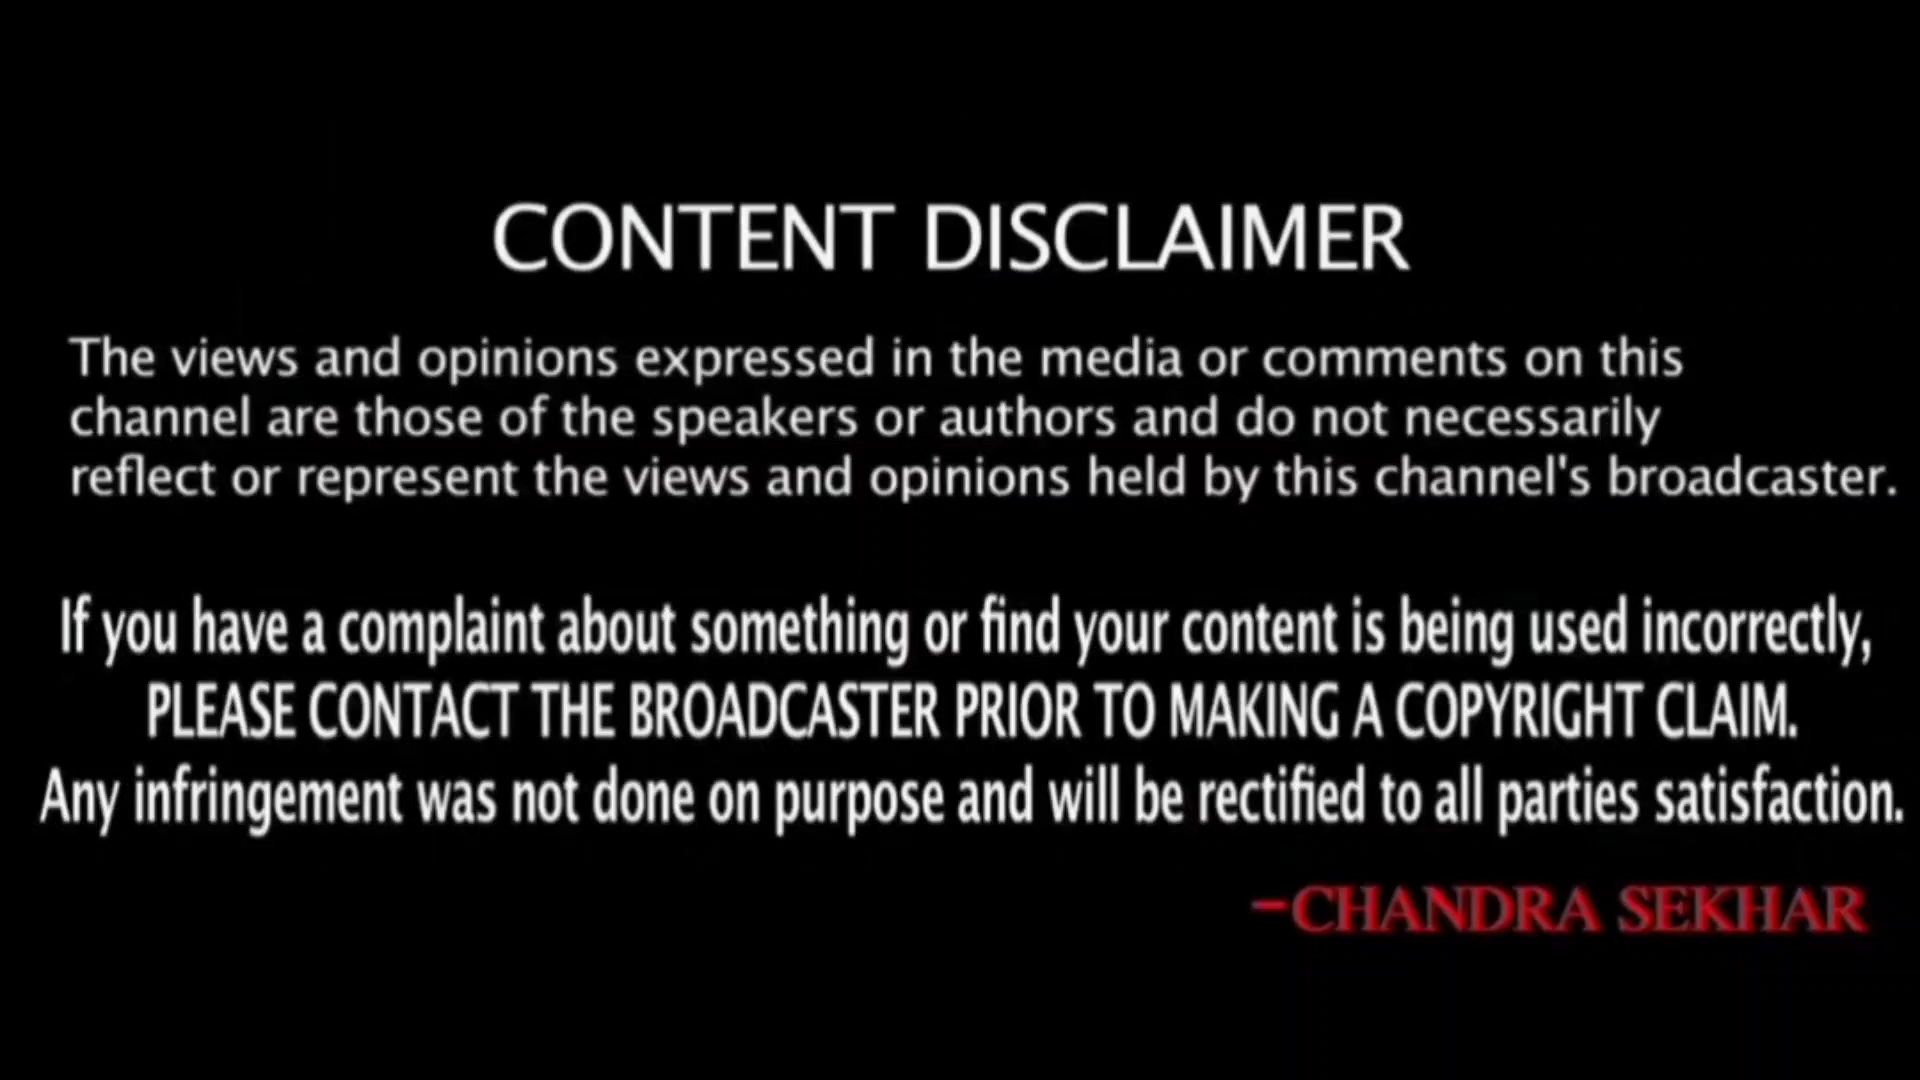 CONTENT DISCLAIMER
The views and opinions expressed in the media or comments on this
channel are those of the speakers or authors and do not necessarily
reflect or represent the views and opinions held by this channel's broadcaster.
If you have a complaint about something or find your content is being used incorrectly,
PLEASE CONTACT THE BROADCASTER PRIOR TO MAKING A COPYRIGHT CLAIM.
Any infringement was not done on purpose and will be rectified to all parties satisfaction.
-CHANDRA SEKHAR